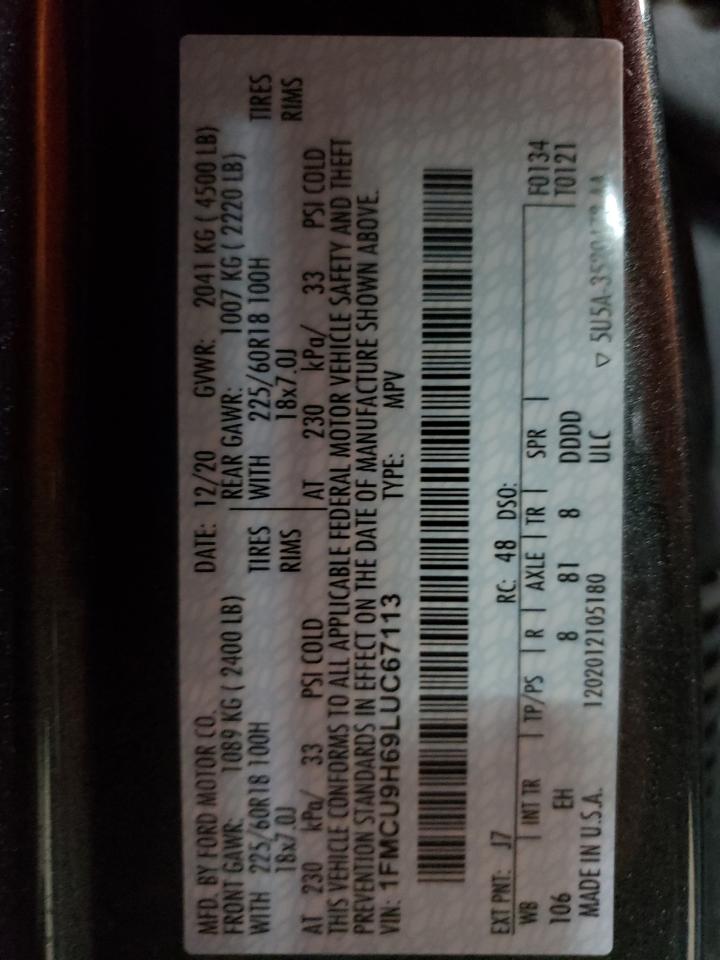 MFD. BY FORD MOTOR CO. DATE: 12/20 GVWR: 2041 KG ( 4500 LB)
FRONT GAWR: 1089 KG ( 2400 LB) REAR GAWR: 1007 KG ( 2220 LB)
WITH 225/60R18 100H TIRES WITH 225/60R18 100H TIRES
18x7.0J RIMS 18x7.0J RIMS
AT 230 kPa/ 33 PSI COLD AT 230 kPa/ 33 PSI COLD
THIS VEHICLE CONFORMS TO ALL APPLICABLE FEDERAL MOTOR VEHICLE SAFETY AND THEFT
PREVENTION STANDARDS IN EFFECT ON THE DATE OF MANUFACTURE SHOWN ABOVE.
VIN: 1FMCU9H69LUC67113 TYPE: MPV
EXT PNT: J7 RC: 48 DSO:
WB INT TR TP/PS R AXLE TR SPR F0134
106 EH 8 81 8 DDDD T0121
MADE IN U.S.A. 1202012105180 ULC ▽